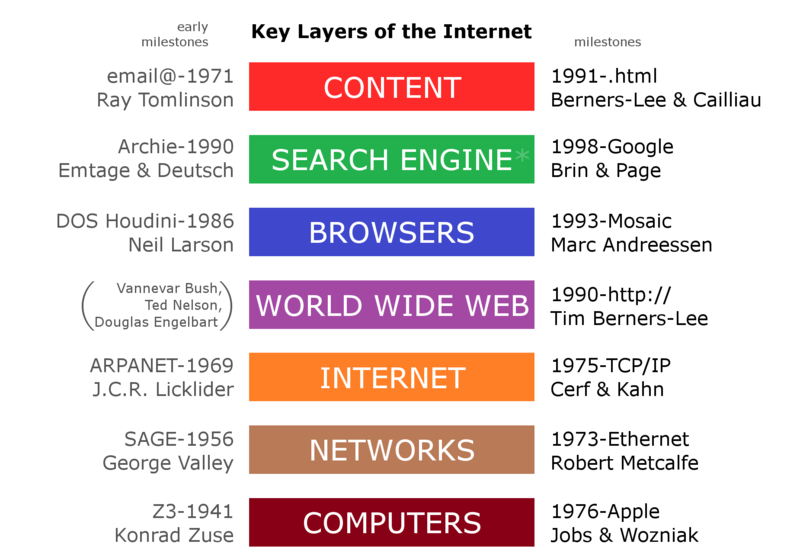 early
milestones
Key Layers of the Internet
milestones
email@-1971
Ray Tomlinson
CONTENT
1991-.html
Berners-Lee & Cailliau
Archie-1990
Emtage & Deutsch
SEARCH ENGINE*
1998-Google
Brin & Page
DOS Houdini-1986
Neil Larson
BROWSERS
1993-Mosaic
Marc Andreessen
(Vannevar Bush,
Ted Nelson,
Douglas Engelbart)
WORLD WIDE WEB
1990-http://
Tim Berners-Lee
ARPANET-1969
J.C.R. Licklider
INTERNET
1975-TCP/IP
Cerf & Kahn
SAGE-1956
George Valley
NETWORKS
1973-Ethernet
Robert Metcalfe
Z3-1941
Konrad Zuse
COMPUTERS
1976-Apple
Jobs & Wozniak